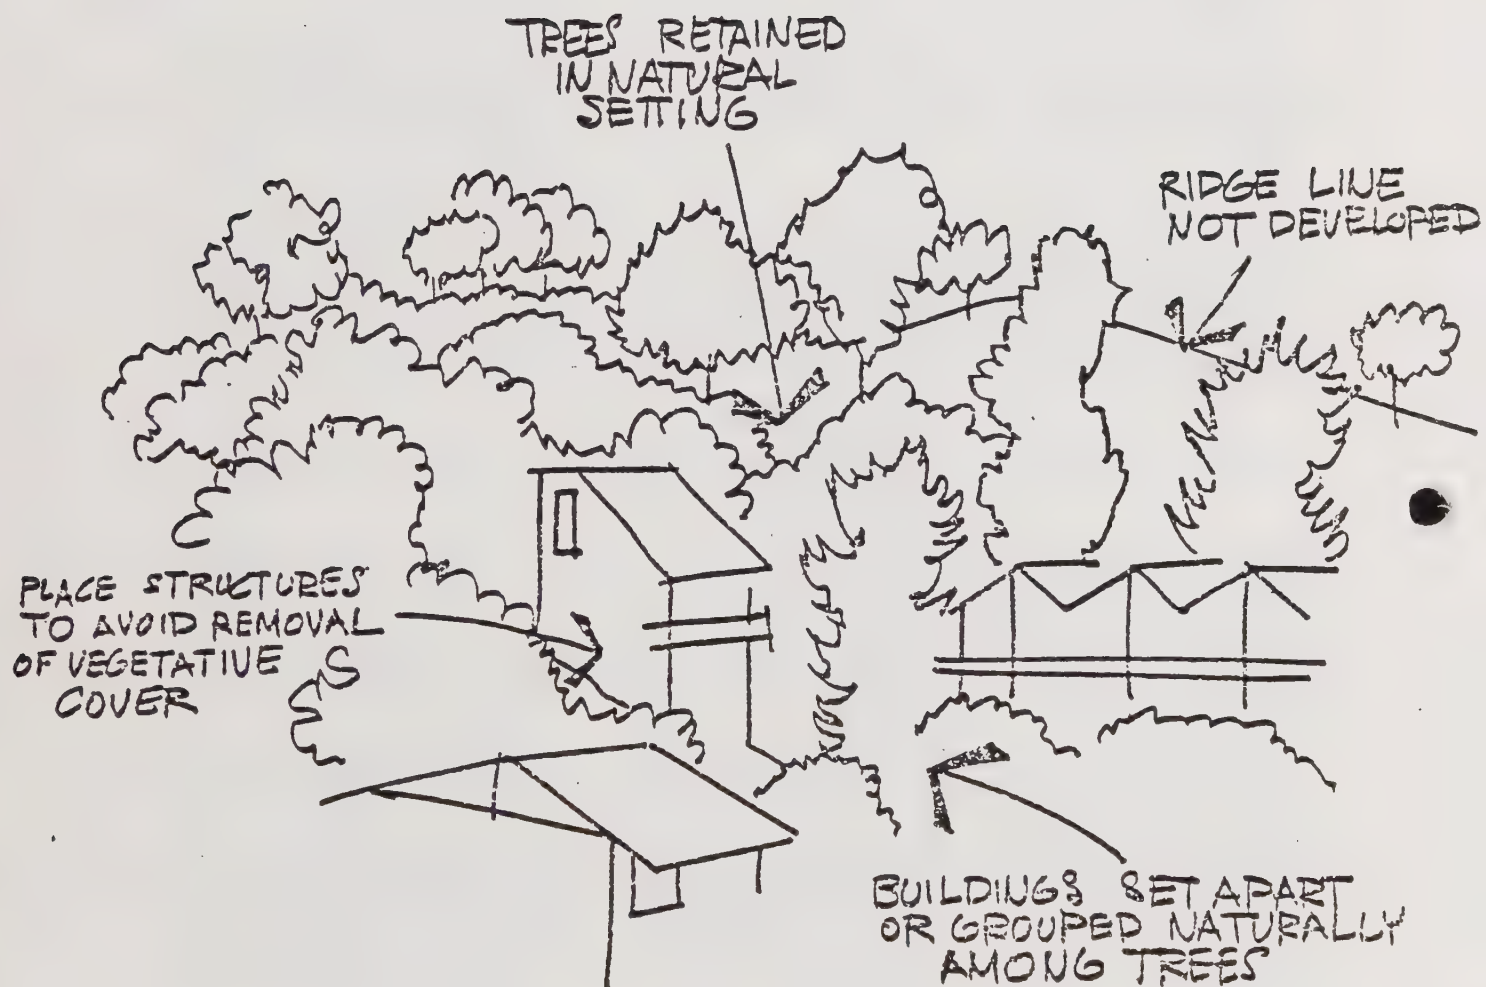 TREES RETAINED
IN NATURAL
SETTING
RIDGE LINE
NOT DEVELOPED
PLACE STRUCTURES
TO AVOID REMOVAL
OF VEGETATIVE
COVER
BUILDINGS SET APART
OR GROUPED NATURALLY
AMONG TREES